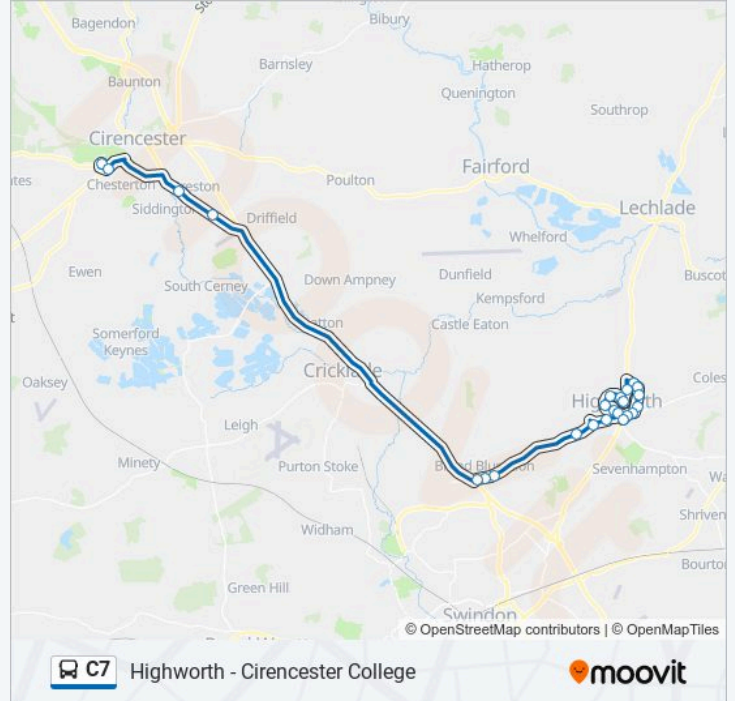 Bagendon
Bibury
Baunton
Barnsley
Hatherop
Quenington
Southrop
Cirencester
Fairford
Poulton
Chesterton
Lechlade
Siddington
Driffield
Whelford
Ewen
South Cerney
Down Ampney
Dunfield
Buscot
Kempsford
Somerford
Keynes
Castle Eaton
Oaksey
Cricklade
Highworth
Leigh
Minety
Purton Stoke
Sevenhampton
Widham
Green Hill
Swindon
© OpenStreetMap contributors | © OpenMapTiles
C7 Highworth - Cirencester College
moovit